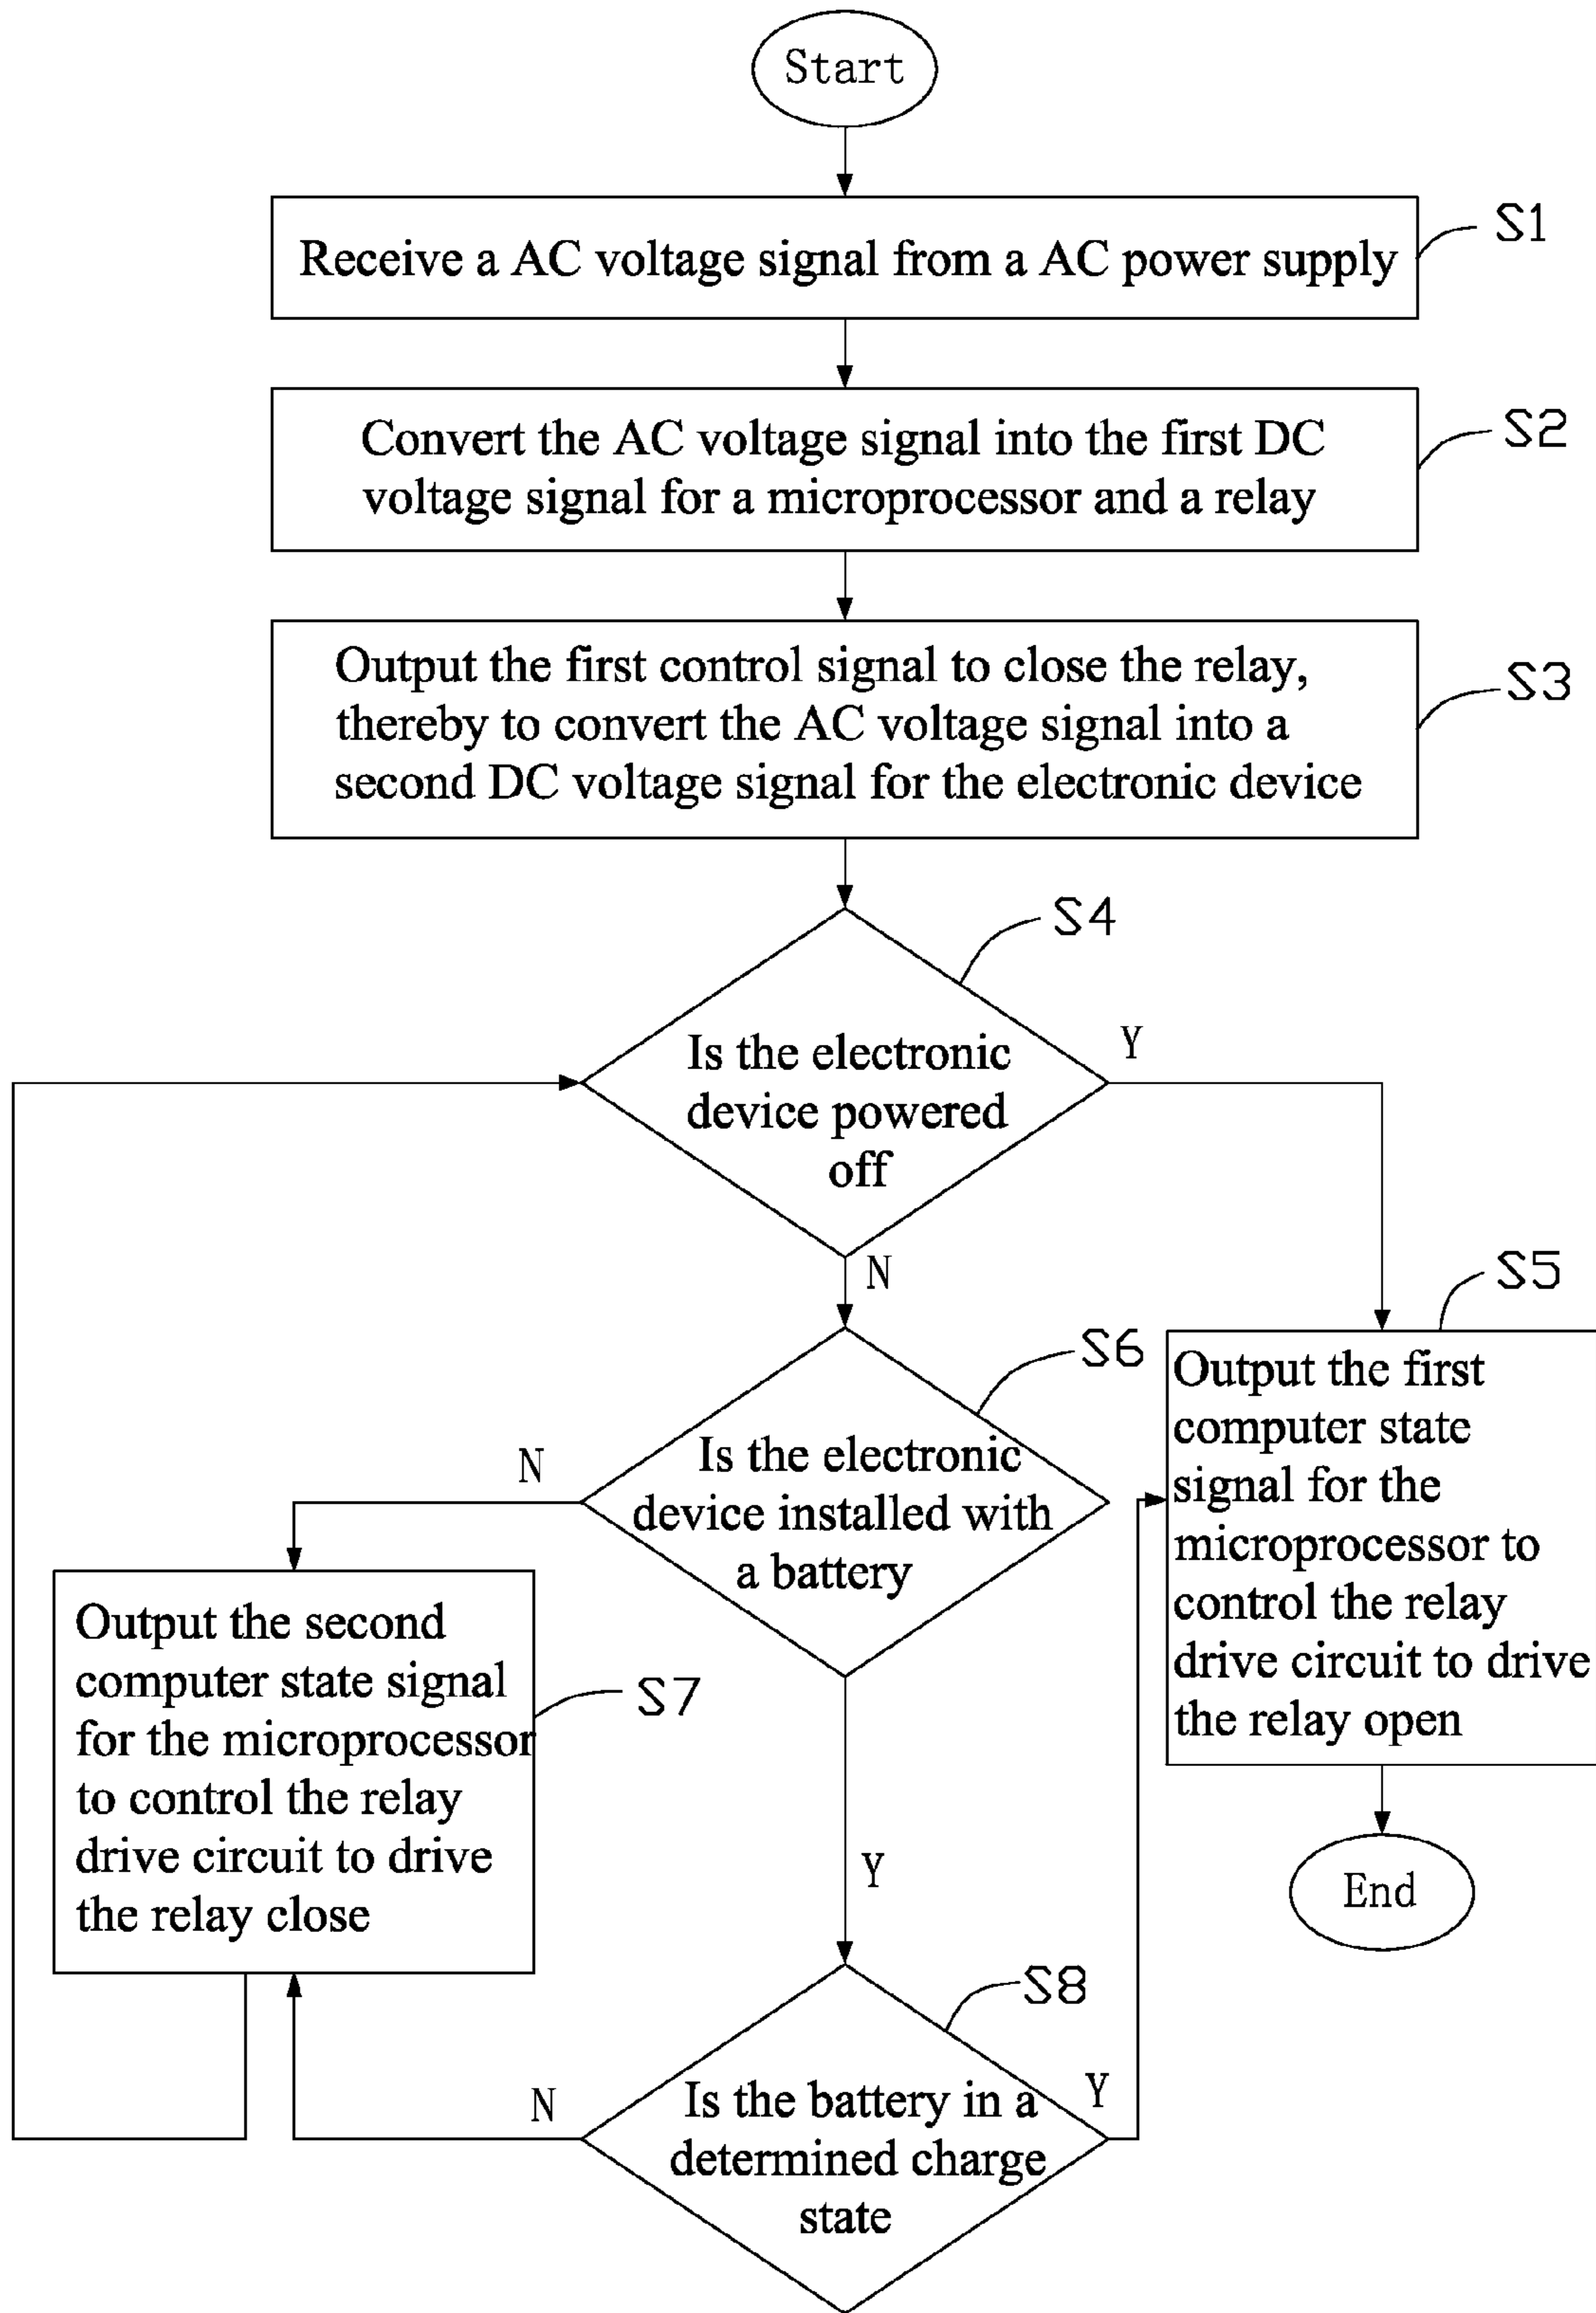 Start
S1
Receive a AC voltage signal from a AC power supply
S2
Convert the AC voltage signal into the first DC
voltage signal for a microprocessor and a relay
S3
Output the first control signal to close the relay,
thereby to convert the AC voltage signal into a
second DC voltage signal for the electronic device
S4
Is the electronic
device powered
off
Y
N
S5
Output the first
computer state
signal for the
microprocessor to
control the relay
drive circuit to drive
the relay open
End
S6
Is the electronic
device installed with
a battery
N
Y
S7
Output the second
computer state signal
for the microprocessor
to control the relay
drive circuit to drive
the relay close
S8
Is the battery in a
determined charge
state
N
Y